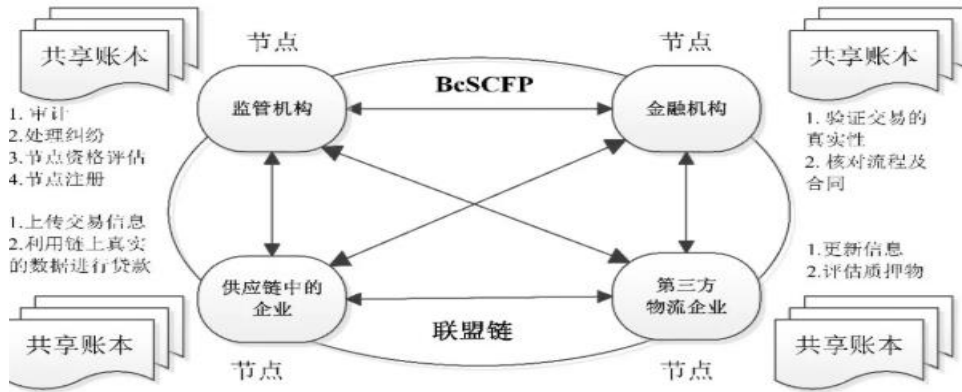 节点
节点
共享账本
共享账本
BcSCFP
监管机构
金融机构
1. 审计
2.处理纠纷
3.节点资格评估
4.节点注册
1. 验证交易的
真实性
2. 核对流程及
合同
1.上传交易信息
2.利用链上真实
的数据进行贷款
1.更新信息
2.评估质押物
供应链中的
企业
第三方
物流企业
联盟链
共享账本
共享账本
节点
节点